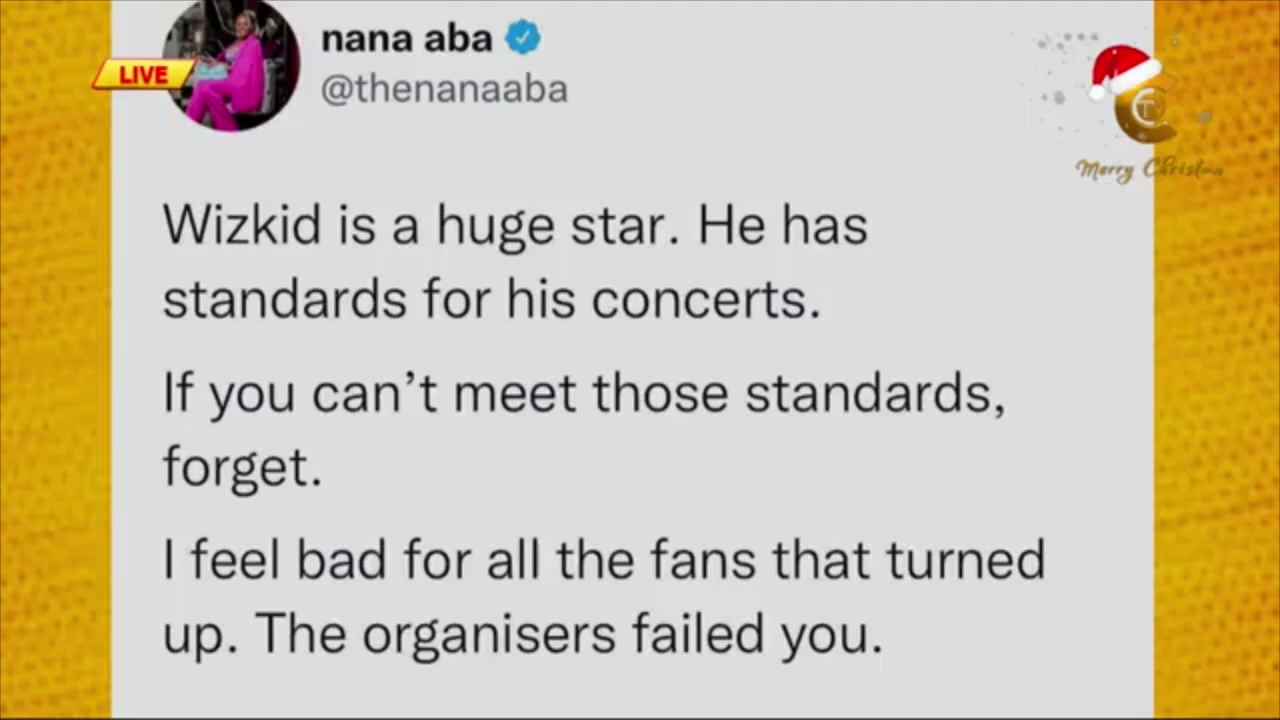 nana aba
LIVE
@thenanaaba
Merry Christmas
Wizkid is a huge star. He has
standards for his concerts.
If you can't meet those standards,
forget.
I feel bad for all the fans that turned
up. The organisers failed you.